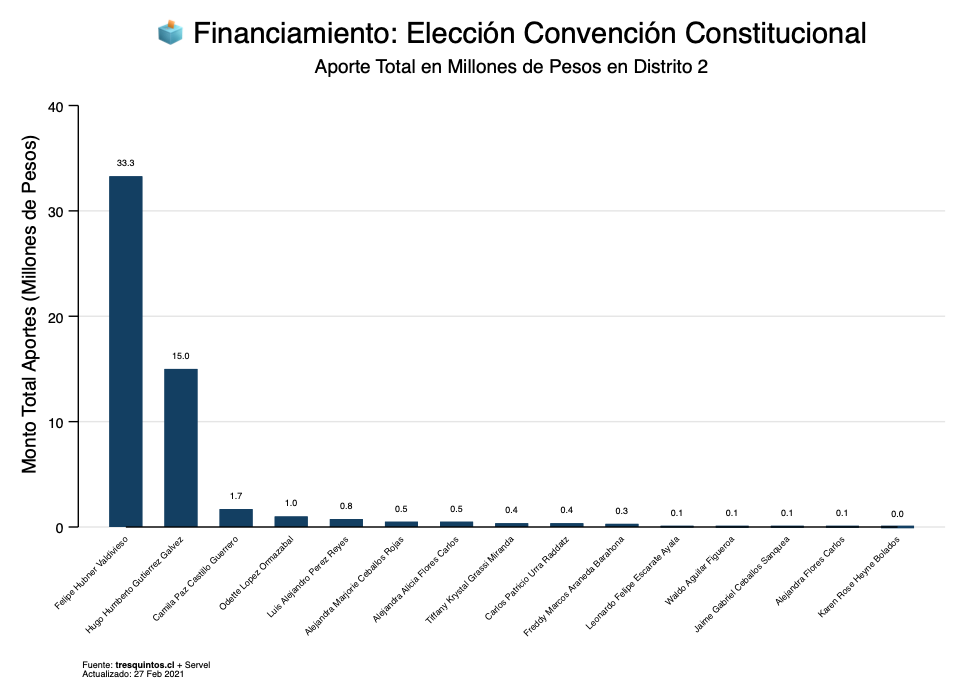 Financiamiento: Elección Convención Constitucional
Aporte Total en Millones de Pesos en Distrito 2
Monto Total Aportes (Millones de Pesos)
40
30
20
10
0
33.3
15.0
1.7
1.0
0.8
0.5
0.5
0.4
0.4
0.3
0.1
0.1
0.1
0.1
0.0
Felipe Hubner Valdivieso
Hugo Humberto Gutierrez Galvez
Camila Paz Castillo Guerrero
Odette Lopez Ormazabal
Luis Alejandro Perez Reyes
Alejandra Marjorie Ceballos Rojas
Alejandra Alicia Flores Carlos
Tiffany Krystal Grassi Miranda
Carlos Patricio Urra Raddatz
Freddy Marcos Araneda Barahona
Leonardo Felipe Escarate Ayala
Waldo Aguilar Figueroa
Jaime Gabriel Ceballos Sanquea
Alejandra Flores Carlos
Karen Rose Heyne Bolados
Fuente: tresquintos.cl + Servel
Actualizado: 27 Feb 2021